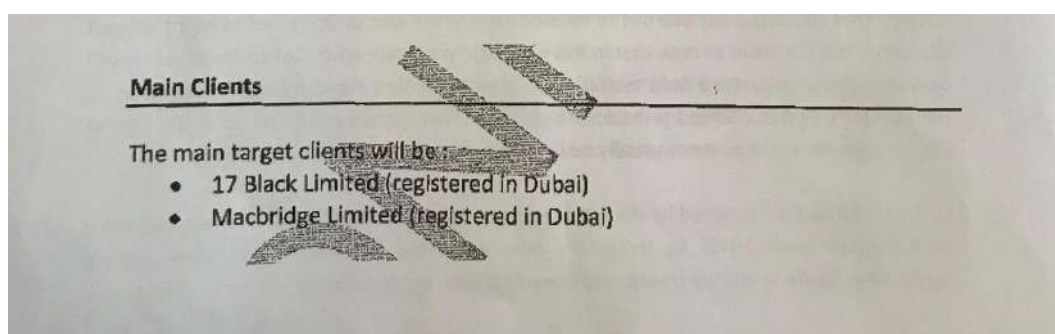 Main Clients
The main target clients will be :
• 17 Black Limited (registered in Dubai)
• Macbridge Limited (registered in Dubai)